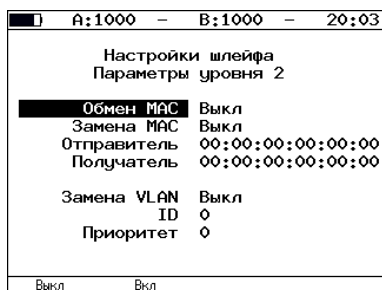 A:1000 – B:1000 – 20:03
Настройки шлейфа
Параметры уровня 2
Обмен MAC Выкл
Замена MAC Выкл
Отправитель 00:00:00:00:00:00
Получатель 00:00:00:00:00:00
Замена VLAN Выкл
ID 0
Приоритет 0
Выкл Вкл